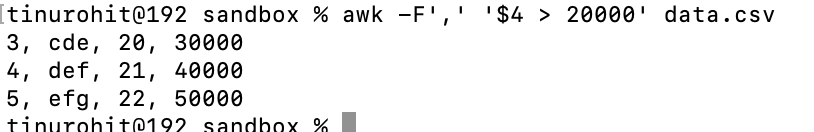 [tinurohit@192 sandbox % awk -F',' '$4 > 20000' data.csv
3, cde, 20, 30000
4, def, 21, 40000
5, efg, 22, 50000
tinurohit@192 sandbox %